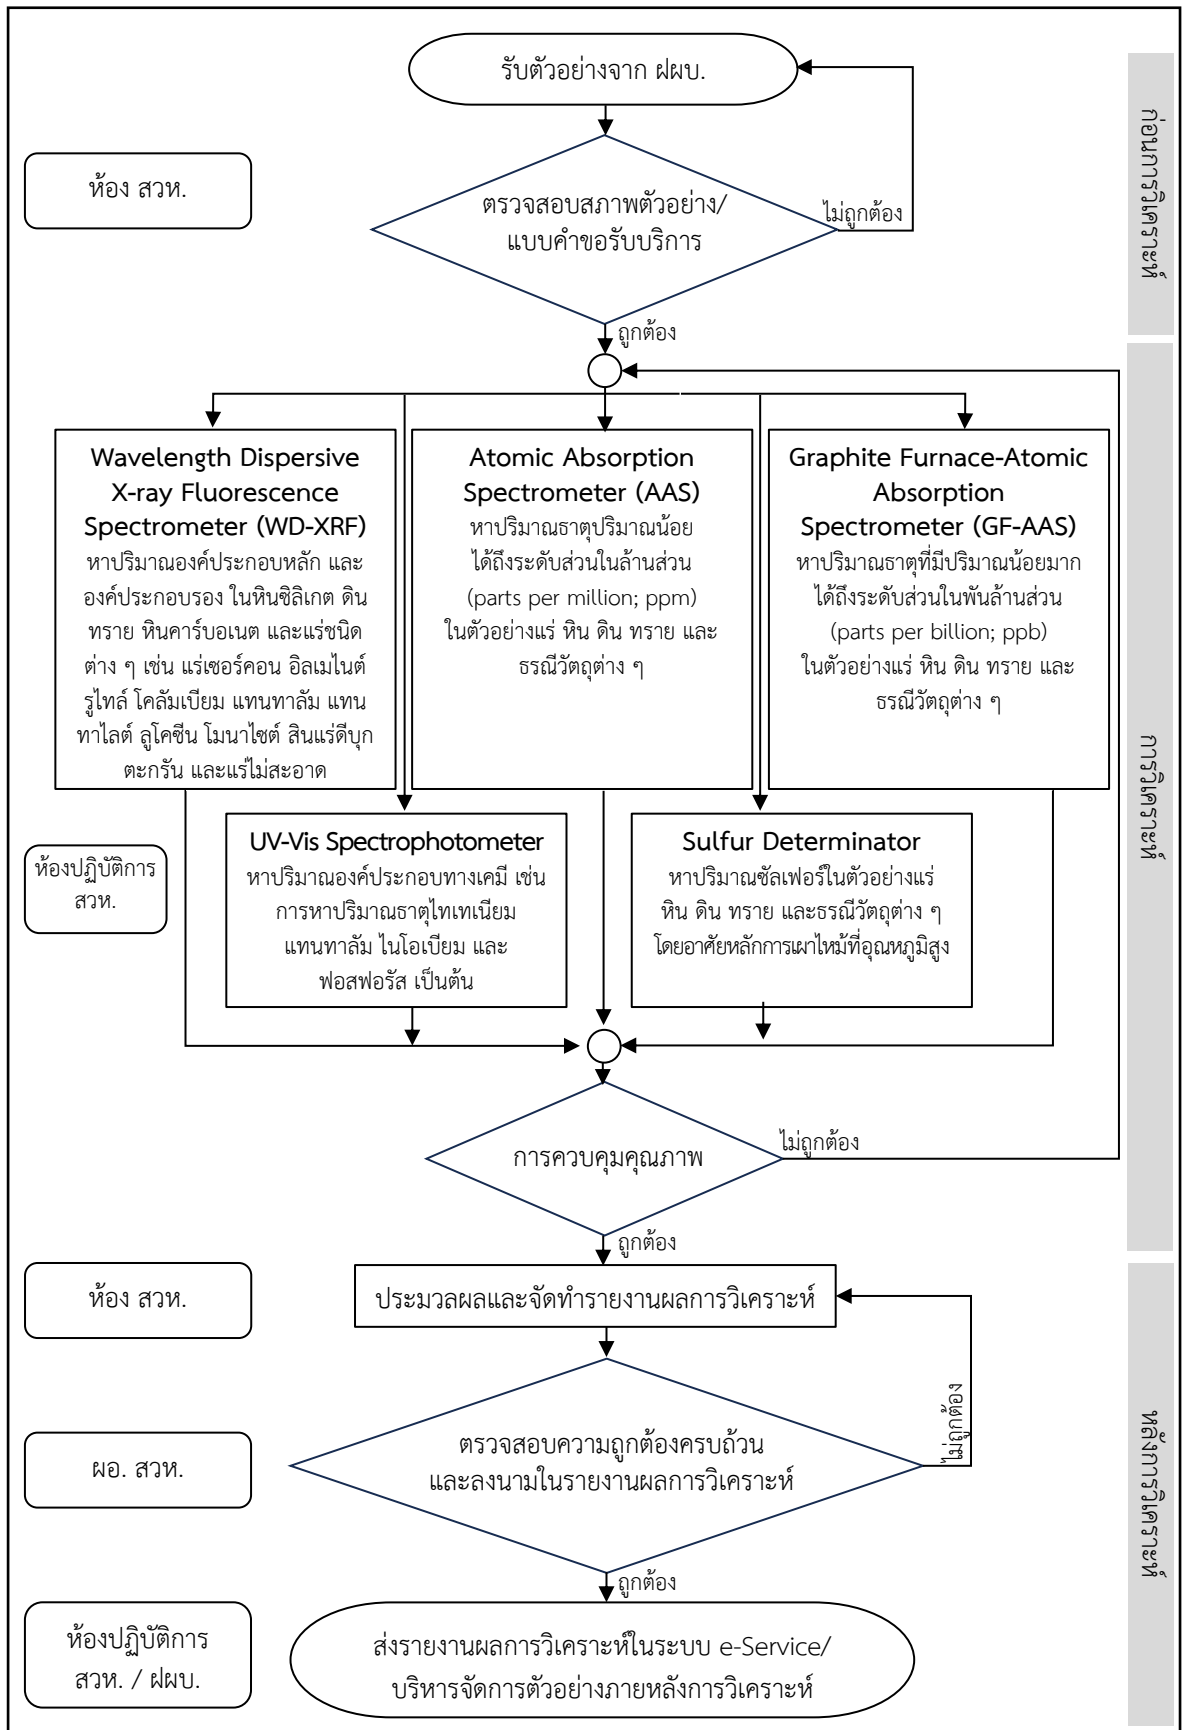 รับตัวอย่างจาก ฝผบ.
ก่อนการวิเคราะห์
ห้อง สวห.
ตรวจสอบสภาพตัวอย่าง/
แบบคำขอรับบริการ
ไม่ถูกต้อง
ถูกต้อง
Wavelength Dispersive
X-ray Fluorescence
Spectrometer (WD-XRF)
หาปริมาณองค์ประกอบหลัก และ
องค์ประกอบรอง ในหินซิลิเกต ดิน
ทราย หินคาร์บอเนต และแร่ชนิด
ต่าง ๆ เช่น แร่เซอร์คอน อิลเมไนต์
รูไทล์ โคลัมเบียม แทนทาลัม แทน
ทาไลต์ ลูโคซีน โมนาไซต์ สินแร่ดีบุก
ตะกรัน และแร่ไม่สะอาด
Atomic Absorption
Spectrometer (AAS)
หาปริมาณธาตุปริมาณน้อย
ได้ถึงระดับส่วนในล้านส่วน
(parts per million; ppm)
ในตัวอย่างแร่ หิน ดิน ทราย และ
ธรณีวัตถุต่าง ๆ
Graphite Furnace-Atomic
Absorption
Spectrometer (GF-AAS)
หาปริมาณธาตุที่มีปริมาณน้อยมาก
ได้ถึงระดับส่วนในพันล้านส่วน
(parts per billion; ppb)
ในตัวอย่างแร่ หิน ดิน ทราย และ
ธรณีวัตถุต่าง ๆ
การวิเคราะห์
ห้องปฏิบัติการ
สวห.
UV-Vis Spectrophotometer
หาปริมาณองค์ประกอบทางเคมี เช่น
การหาปริมาณธาตุไทเทเนียม
แทนทาลัม ไนโอเบียม และ
ฟอสฟอรัส เป็นต้น
Sulfur Determinator
หาปริมาณซัลเฟอร์ในตัวอย่างแร่
หิน ดิน ทราย และธรณีวัตถุต่าง ๆ
โดยอาศัยหลักการเผาไหม้ที่อุณหภูมิสูง
การควบคุมคุณภาพ
ไม่ถูกต้อง
ถูกต้อง
ห้อง สวห.
ประมวลผลและจัดทำรายงานผลการวิเคราะห์
หลังการวิเคราะห์
ผอ. สวห.
ตรวจสอบความถูกต้องครบถ้วน
และลงนามในรายงานผลการวิเคราะห์
ไม่ถูกต้อง
ถูกต้อง
ห้องปฏิบัติการ
สวห. / ฝผบ.
ส่งรายงานผลการวิเคราะห์ในระบบ e-Service/
บริหารจัดการตัวอย่างภายหลังการวิเคราะห์